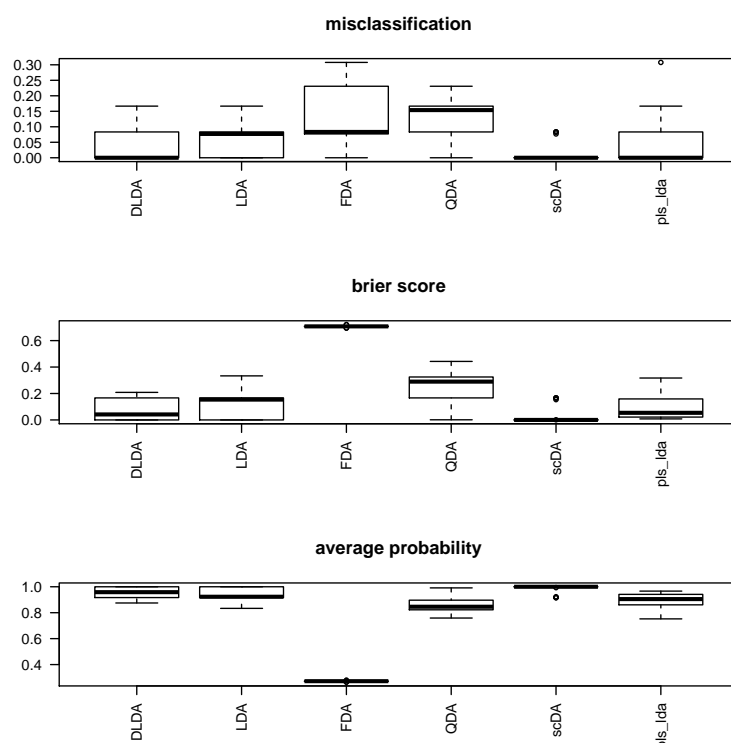 misclassification
0.30
0.25
0.20
0.15
0.10
0.05
0.00
DLDA
LDA
FDA
QDA
scDA
pls_lda
brier score
0.6
0.4
0.2
0.0
DLDA
LDA
FDA
QDA
scDA
pls_lda
average probability
1.0
0.8
0.6
0.4
DLDA
LDA
FDA
QDA
scDA
pls_lda